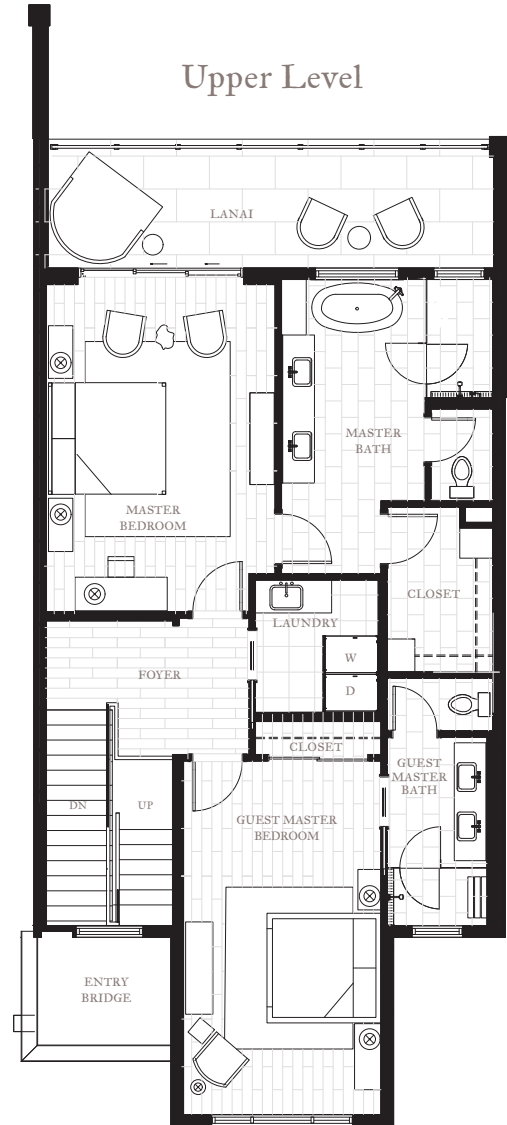 Upper Level
LANAI
MASTER
BATH
MASTER
BEDROOM
CLOSET
LAUNDRY
W
FOYER
D
CLOSET
GUEST
MASTER
BATH
DN
UP
GUEST MASTER
BEDROOM
ENTRY
BRIDGE